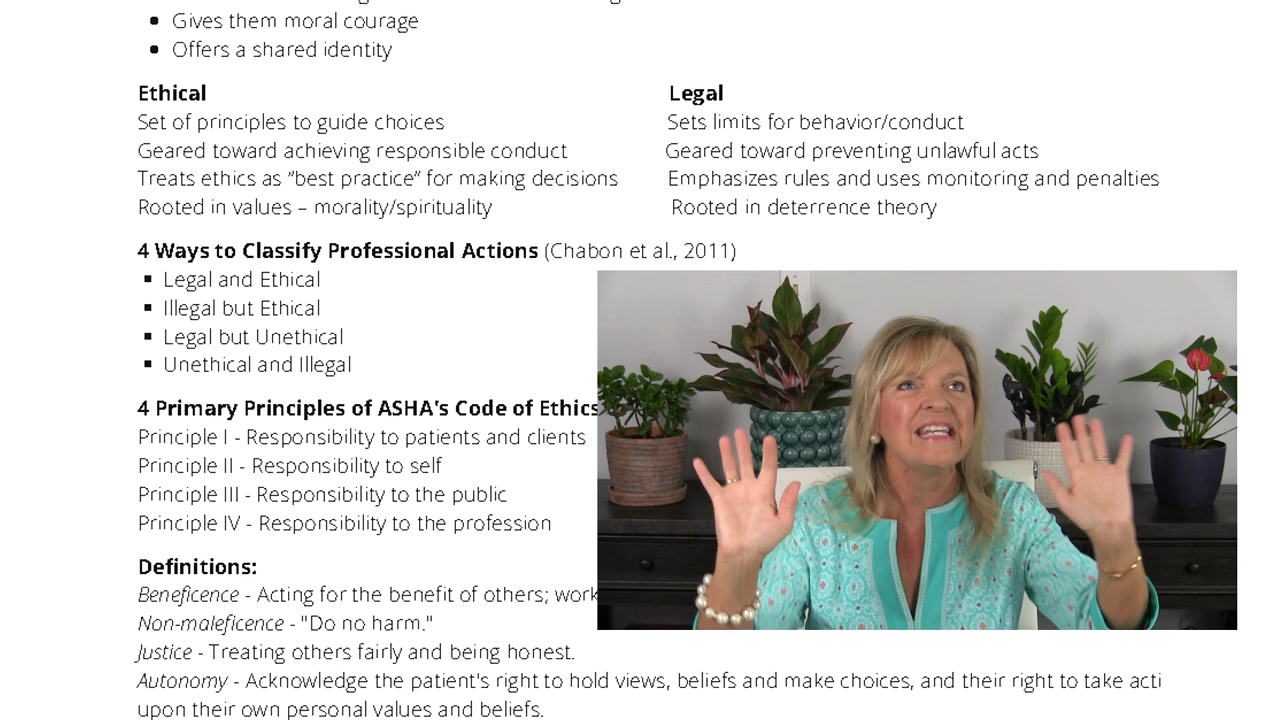 Gives them moral courage
Offers a shared identity
Ethical
Set of principles to guide choices
Geared toward achieving responsible conduct
Treats ethics as "best practice" for making decisions
Rooted in values – morality/spirituality
Legal
Sets limits for behavior/conduct
Geared toward preventing unlawful acts
Emphasizes rules and uses monitoring and penalties
Rooted in deterrence theory
4 Ways to Classify Professional Actions (Chabon et al., 2011)
Legal and Ethical
Illegal but Ethical
Legal but Unethical
Unethical and Illegal
4 Primary Principles of ASHA's Code of Ethics
Principle I - Responsibility to patients and clients
Principle II - Responsibility to self
Principle III - Responsibility to the public
Principle IV - Responsibility to the profession
Definitions:
Beneficence - Acting for the benefit of others; work
Non-maleficence - "Do no harm."
Justice - Treating others fairly and being honest.
Autonomy - Acknowledge the patient's right to hold views, beliefs and make choices, and their right to take acti
upon their own personal values and beliefs.